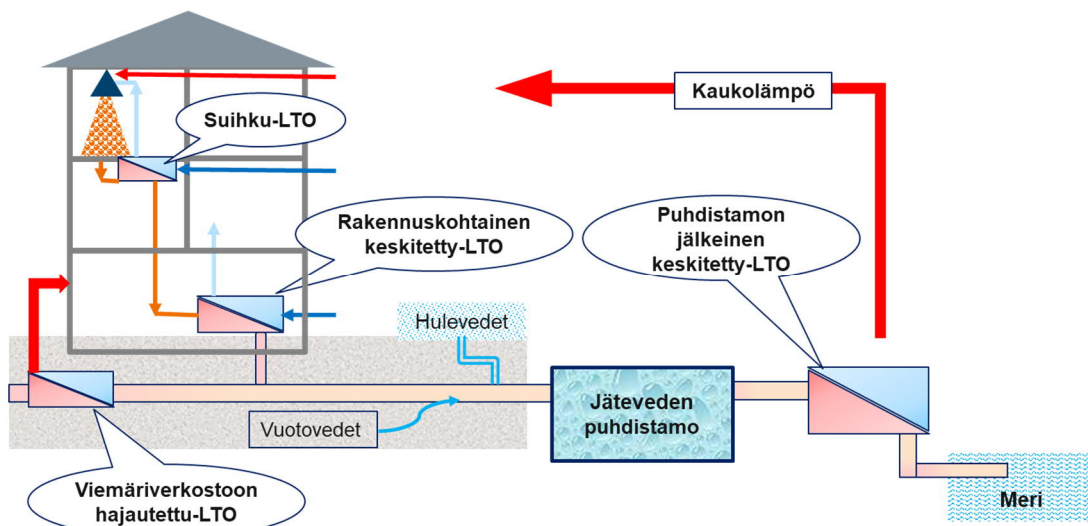 Kaukolämpö
Suihku-LTO
Rakennuskohtainen
keskitetty-LTO
Puhdistamon
jälkeinen
keskitetty-LTO
Hulevedet
Jäteveden
puhdistamo
Vuotovedet
Viemäriverkostoon
hajautettu-LTO
Meri